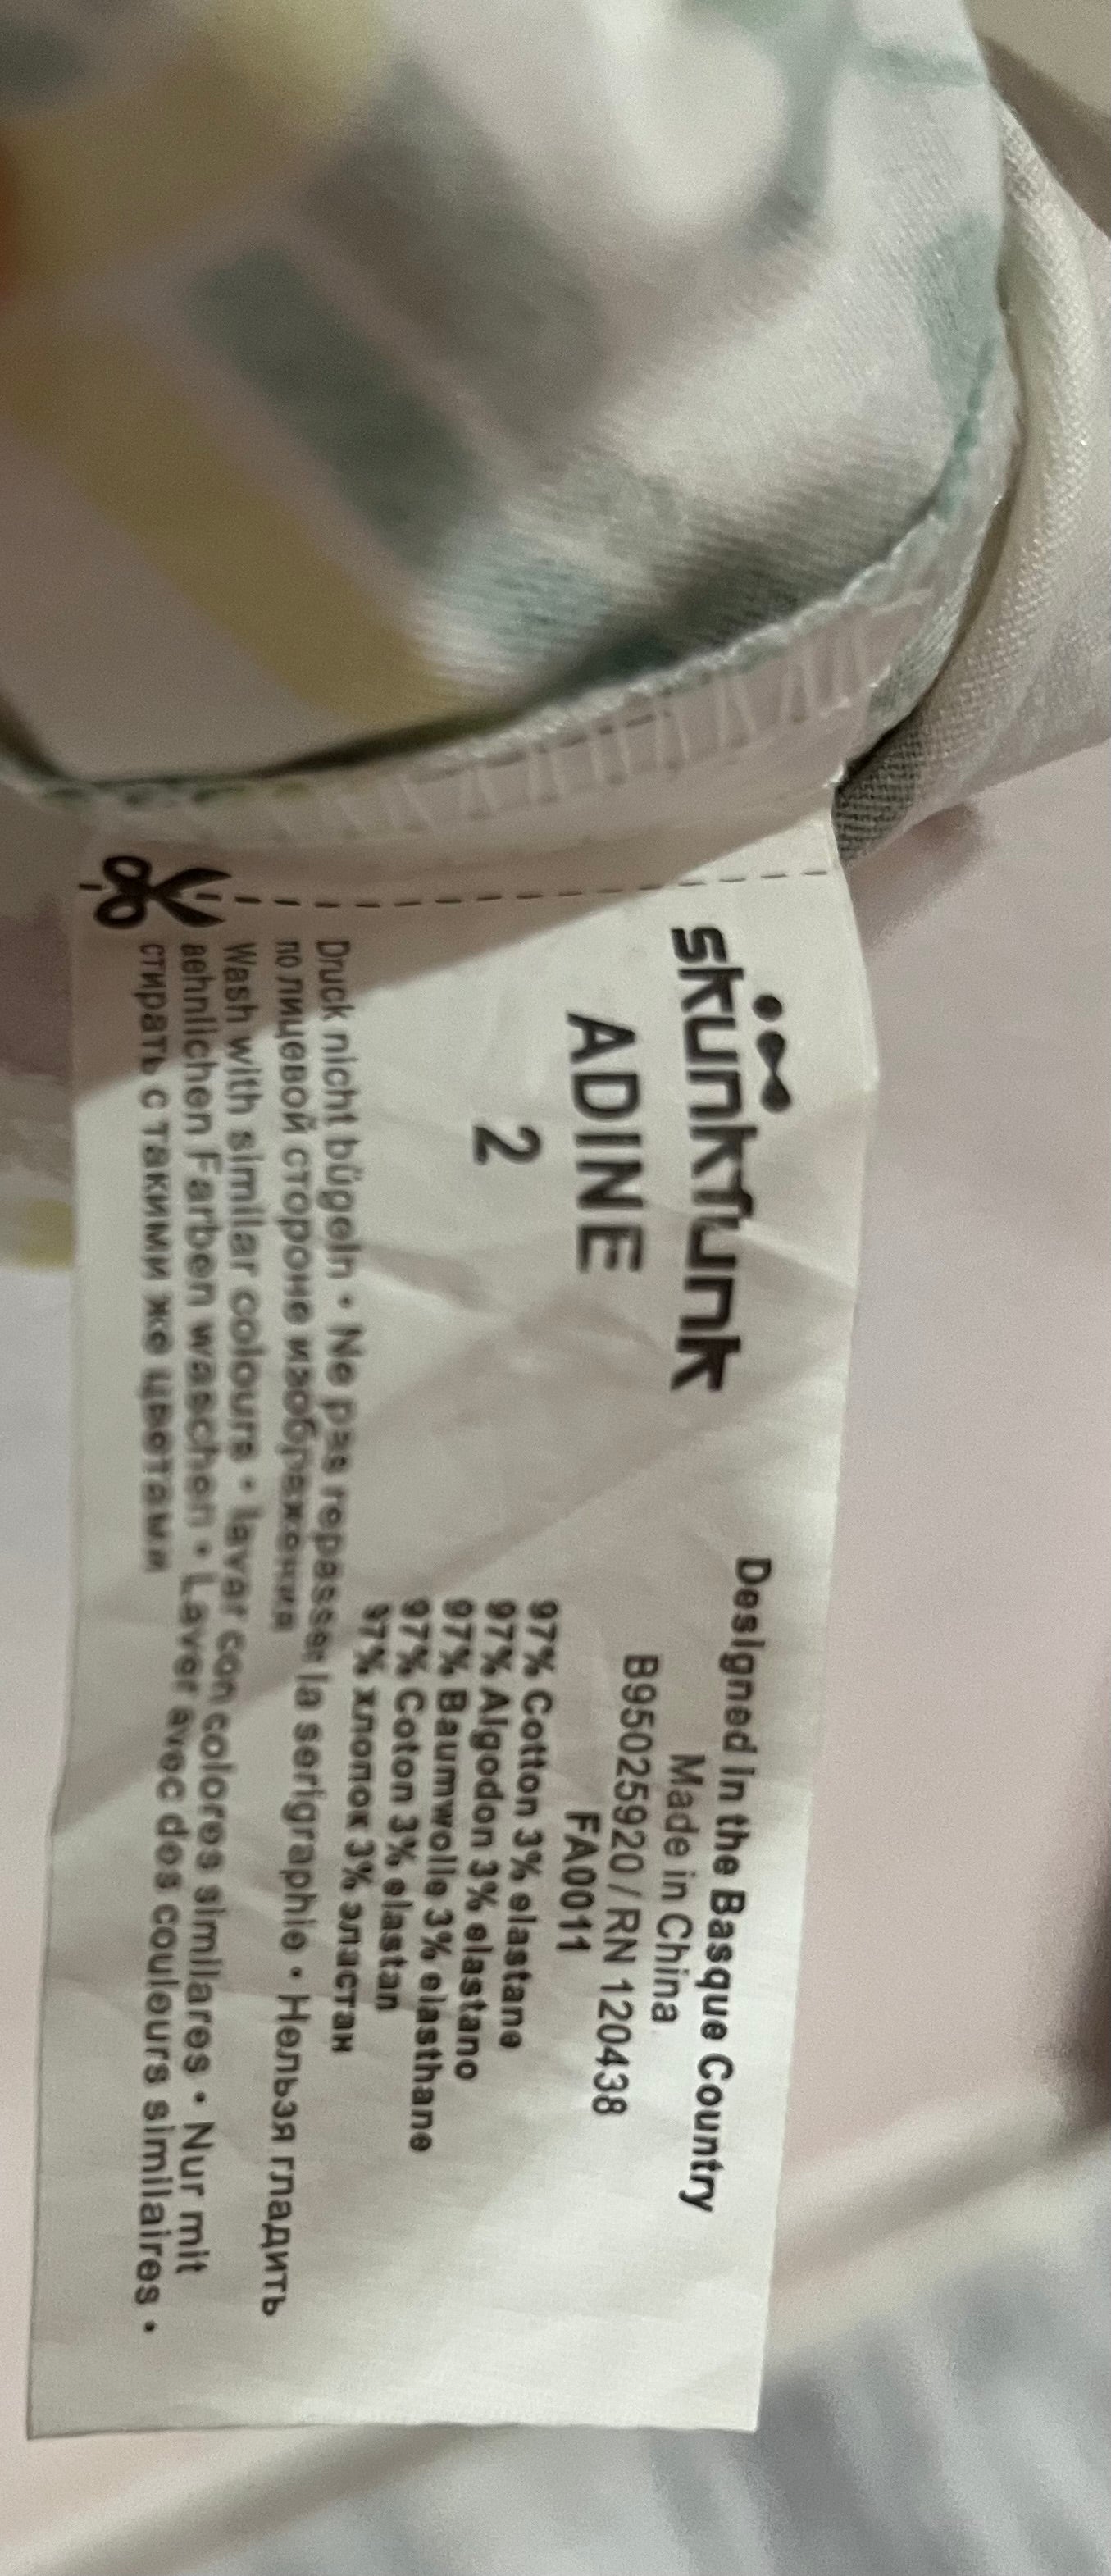 skunkfunk
ADINE
2
Designed in the Basque Country
Made in China
B95025920 / RN 120438
FA0011
97% Cotton 3% elastane
97% Algodon 3% elastano
97% Baumwolle 3% elasthane
97% Coton 3% elastan
97% хлопок 3% эластан
Druck nicht bügeln • Ne pas repasser la serigraphie • Нельзя гладить
по лицевой стороне изображения
Wash with similar colours • lavar con colores similares • Nur mit
aehnlichen Farben waschen • Laver avec des couleurs similaires •
стирать с такими же цветами